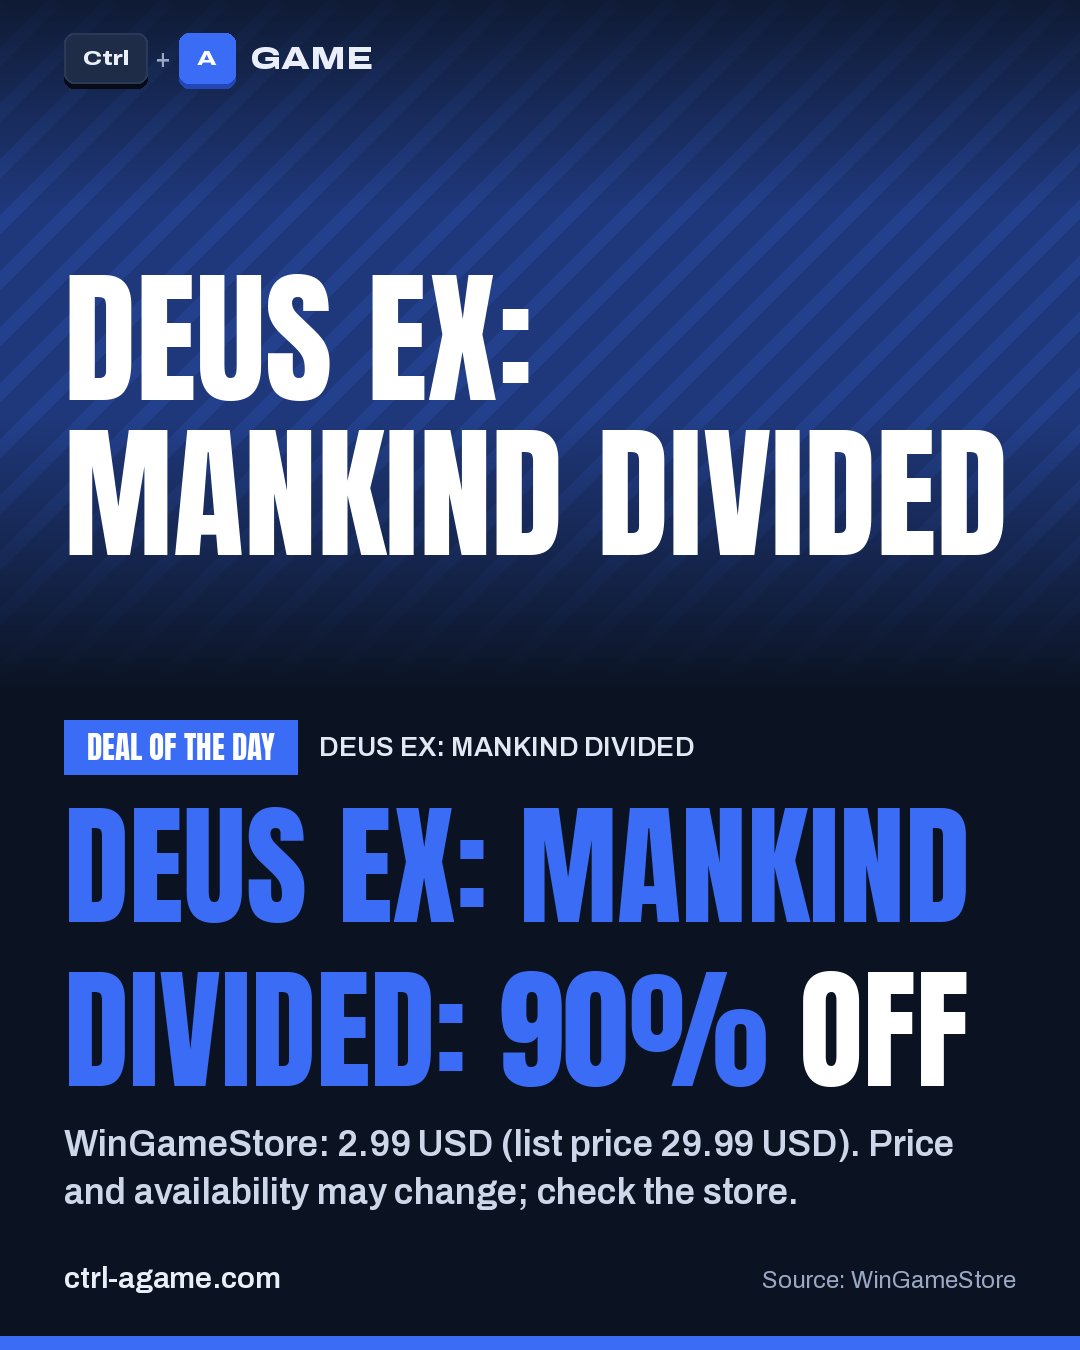 Ctrl + A GAME
DEUS EX:
MANKIND DIVIDED
DEAL OF THE DAY DEUS EX: MANKIND DIVIDED
DEUS EX: MANKIND
DIVIDED: 90% OFF
WinGameStore: 2.99 USD (list price 29.99 USD). Price
and availability may change; check the store.
ctrl-agame.com Source: WinGameStore